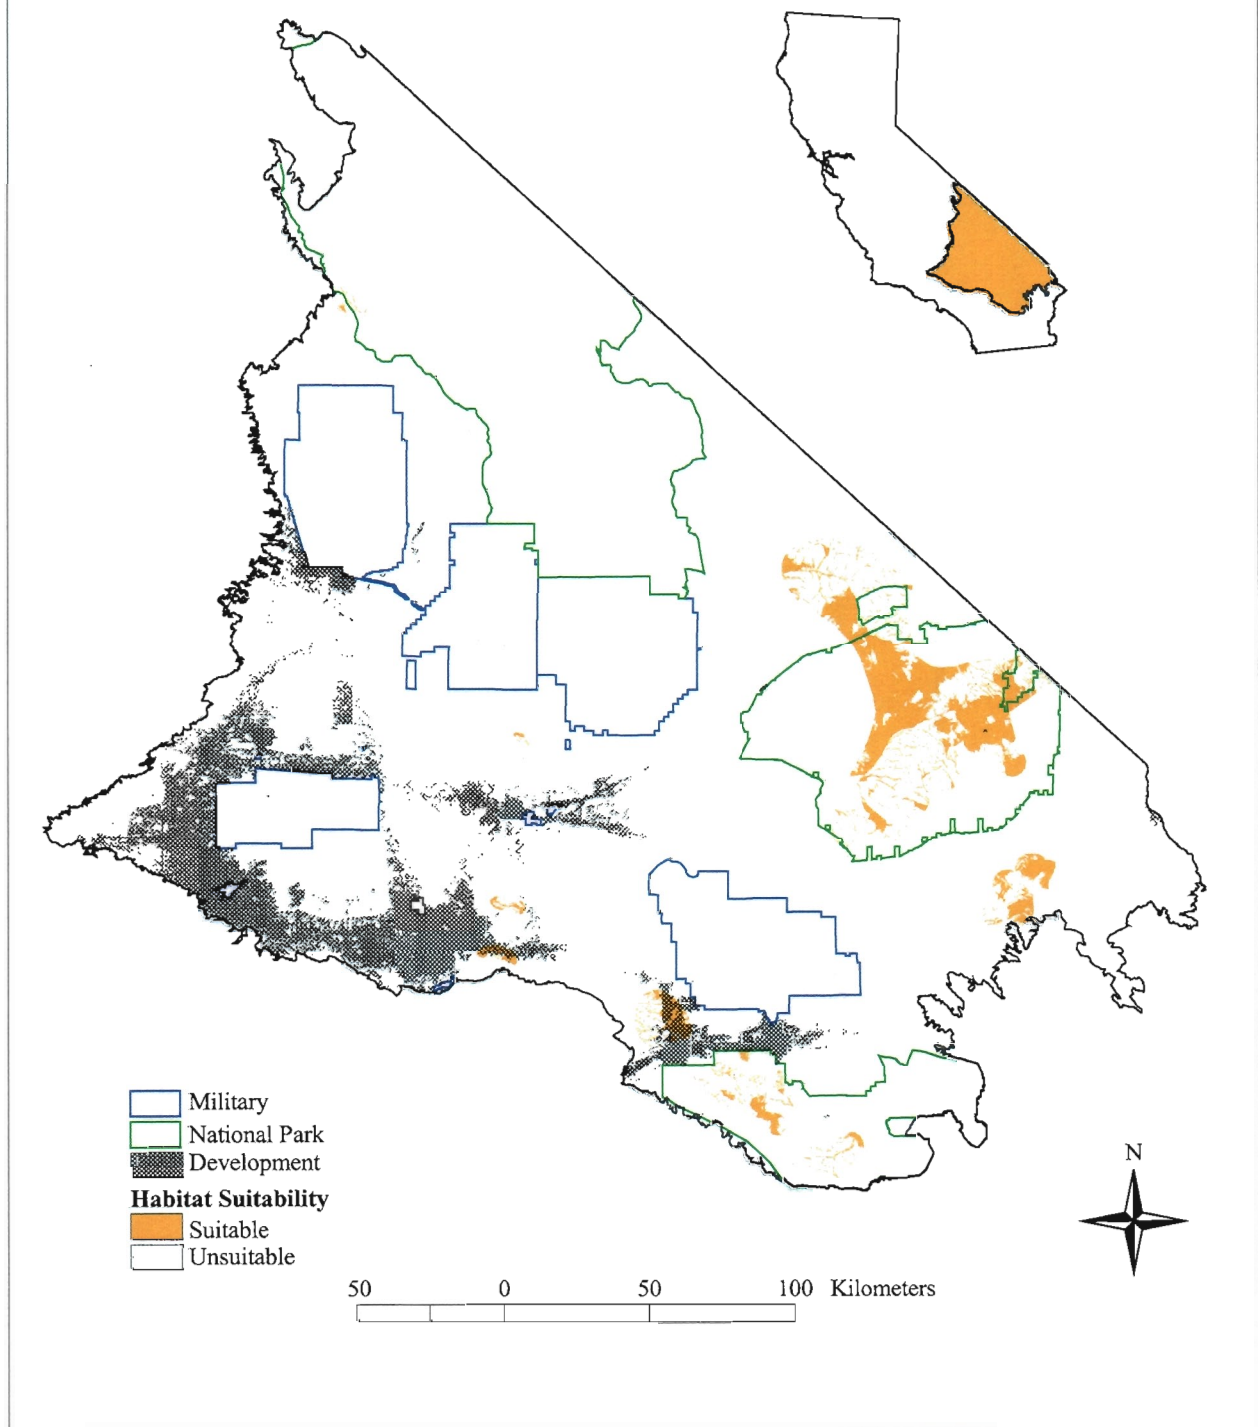 Military
National Park
Development
Habitat Suitability
Suitable
Unsuitable
N
50 0 50 100 Kilometers